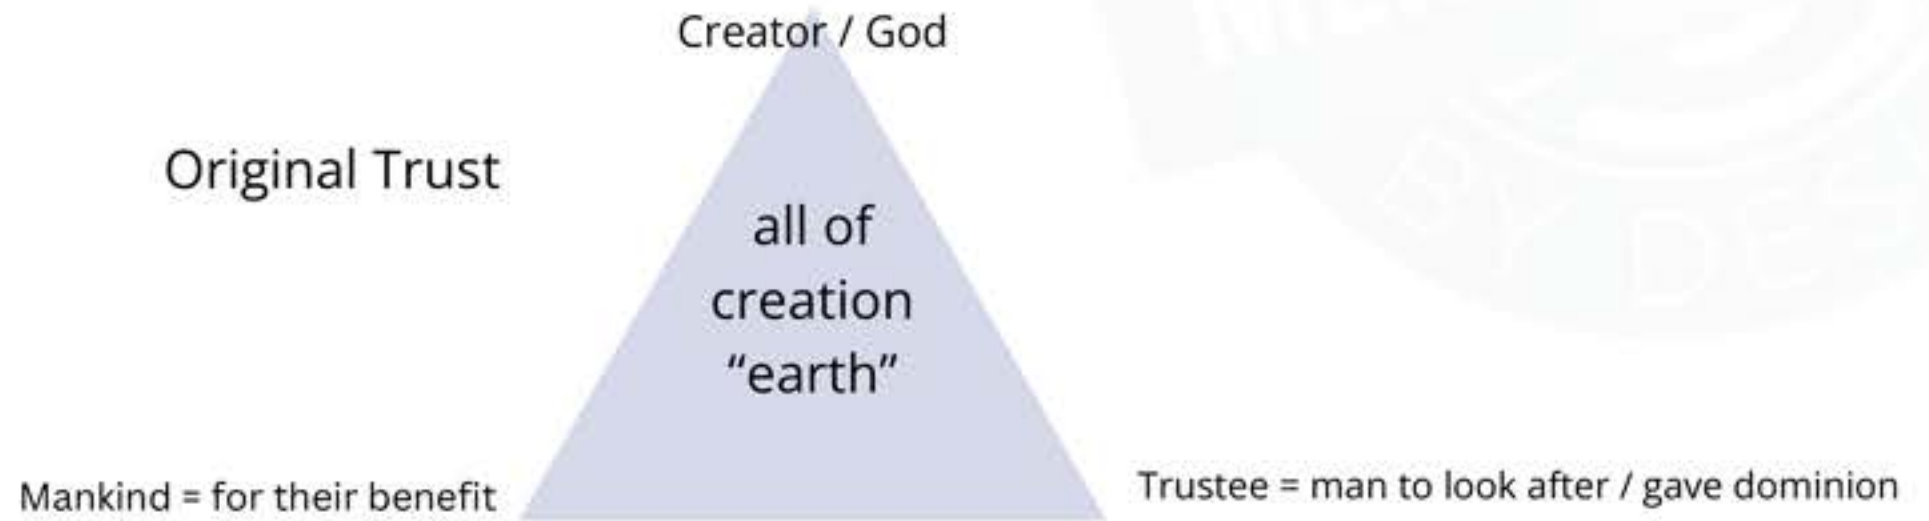 Creator / God
Original Trust
all of
creation
“earth”
Mankind = for their benefit
Trustee = man to look after / gave dominion